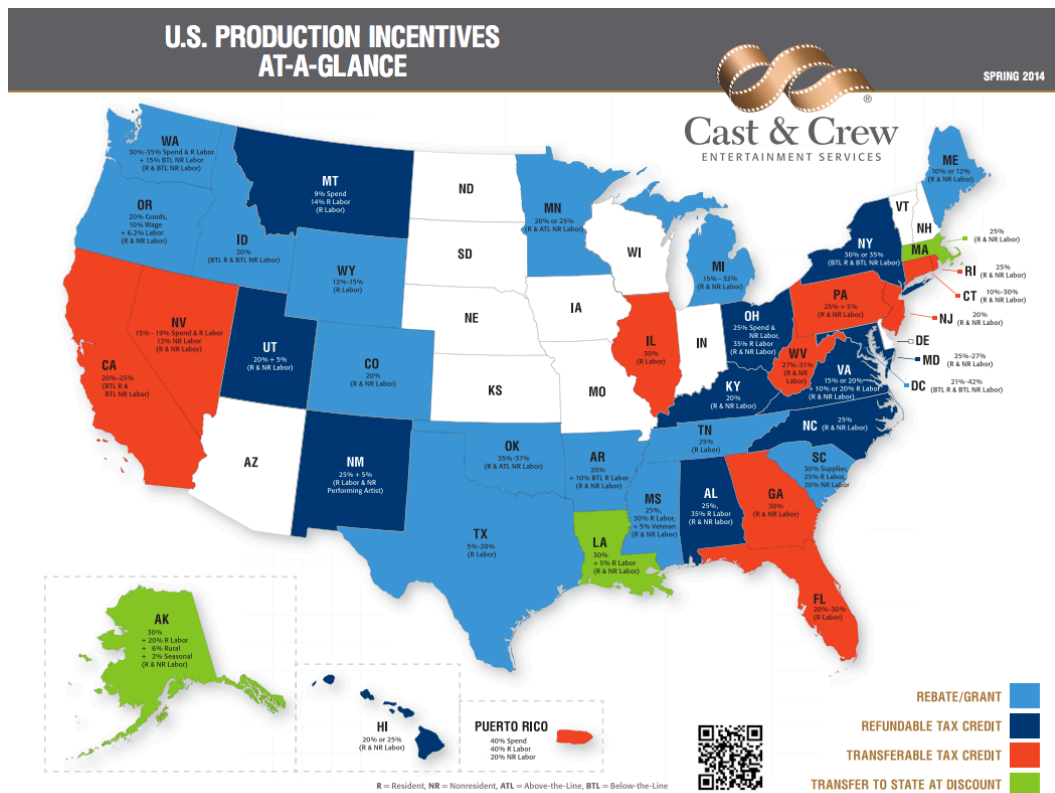 U.S. PRODUCTION INCENTIVES
AT-A-GLANCE
SPRING 2014
®
Cast & Crew
ENTERTAINMENT SERVICES
WA
30%-35% Spend & R Labor
+ 15% BTL NR Labor
(R & BTL NR Labor)
OR
20% Goods,
10% Wage
+ 6.2% Labor
(R & NR Labor)
ID
20%
(BTL R & BTL NR Labor)
MT
9% Spend
14% R Labor
(R Labor)
WY
12%-15%
(R Labor)
ND
SD
NE
KS
MN
20% or 25%
(R & ATL NR Labor)
WI
IA
MO
MI
15% - 32%
(R & NR Labor)
IL
30%
(R Labor)
IN
OH
25% Spend &
NR Labor,
35% R Labor
(R & NR Labor)
KY
20%
(R & NR Labor)
WV
27%-31%
(R & NR
Labor)
VA
15% or 20%
+ 10% or 20% R Labor
(R & NR Labor)
PA
25% + 5%
(R & NR Labor)
NY
30% or 35%
(BTL R & BTL NR Labor)
VT
NH
ME
10% or 12%
(R & NR Labor)
MA
25%
(R & NR Labor)
RI
25%
(R & NR Labor)
CT
10%-30%
(R & NR Labor)
NJ
20%
(R & NR Labor)
DE
MD
25%-27%
(R & NR Labor)
DC
21%-42%
(BTL R & BTL NR Labor)
CA
20%-25%
(BTL R &
BTL NR Labor)
NV
15% - 19% Spend & R Labor
12% NR Labor
(R & NR Labor)
UT
20% + 5%
(R & NR Labor)
CO
20%
(R & NR Labor)
AZ
NM
25% + 5%
(R Labor & NR
Performing Artist)
OK
35%-37%
(R & ATL NR Labor)
TX
5%-20%
(R Labor)
AR
20%
+ 10% BTL R Labor
(R & NR Labor)
LA
30%
+ 5% R Labor
(R & NR Labor)
MS
25%,
30% R Labor,
+ 5% Veteran
(R & NR Labor)
AL
25%,
35% R Labor
(R & NR labor)
TN
25%
(R Labor)
NC
25%
(R & NR Labor)
SC
30% Supplier,
25% R Labor,
20% NR Labor
GA
30%
(R & NR Labor)
FL
20%-30%
(R Labor)
AK
30%
+ 20% R Labor
+ 6% Rural
+ 2% Seasonal
(R & NR Labor)
HI
20% or 25%
(R & NR Labor)
PUERTO RICO
40% Spend
40% R Labor
20% NR Labor
REBATE/GRANT
REFUNDABLE TAX CREDIT
TRANSFERABLE TAX CREDIT
TRANSFER TO STATE AT DISCOUNT
R = Resident, NR = Nonresident, ATL = Above-the-Line, BTL = Below-the-Line